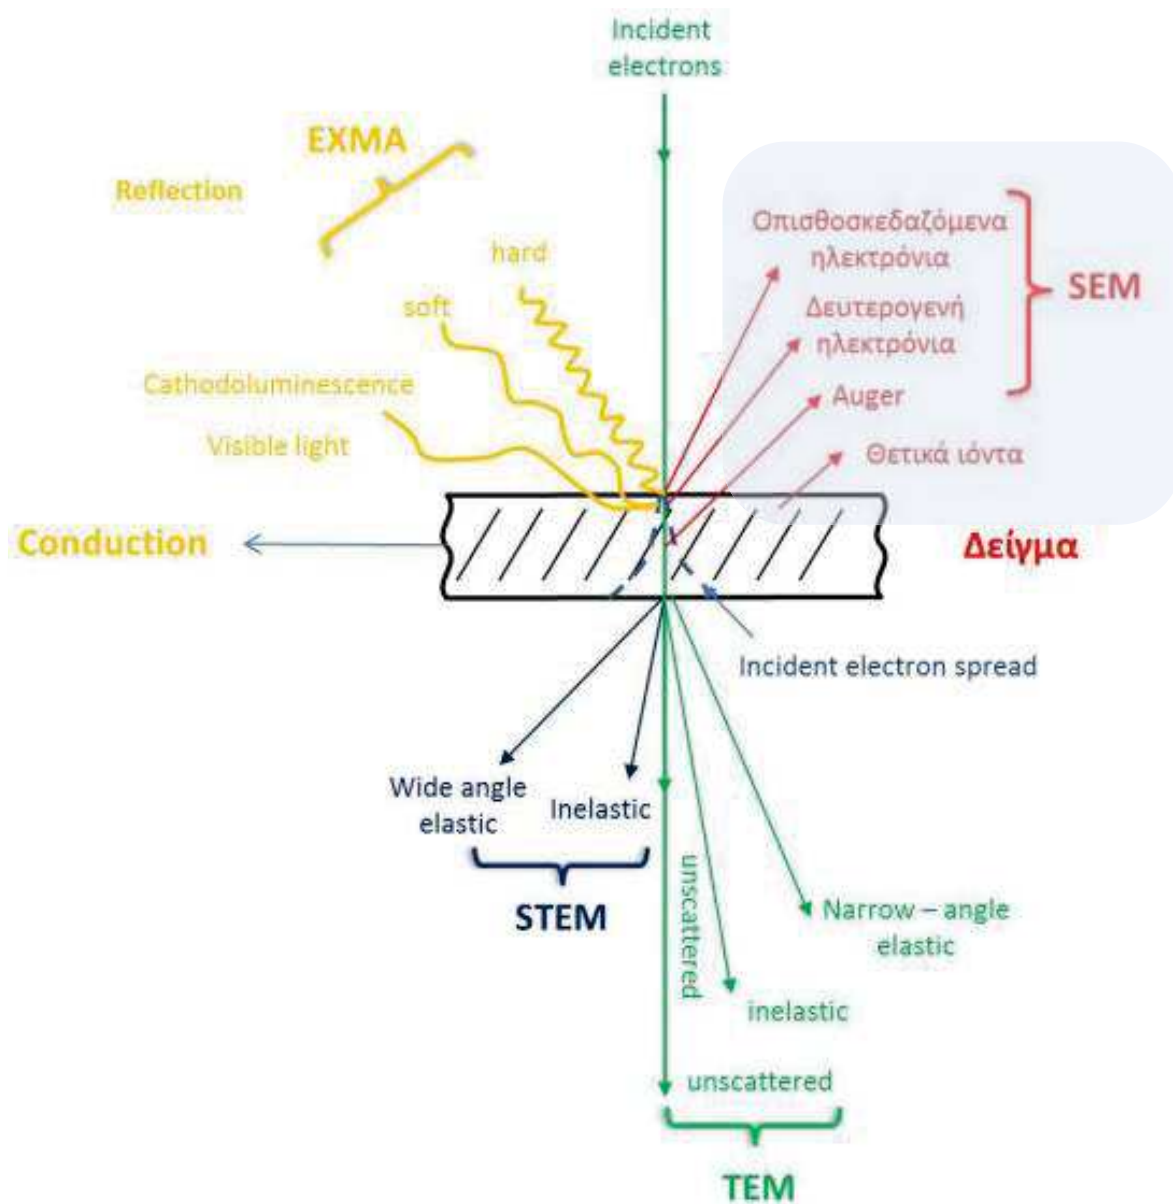 Incident
electrons
EXMA
Reflection
hard
soft
Cathodoluminescence
Visible light
Οπισθοσκεδαζόμενα
ηλεκτρόνια
SEM
Δευτερογενή
ηλεκτρόνια
Auger
Θετικά ιόντα
Conduction
Δείγμα
Incident electron spread
Wide angle
elastic
Inelastic
STEM
unscattered
Narrow – angle
elastic
inelastic
unscattered
TEM